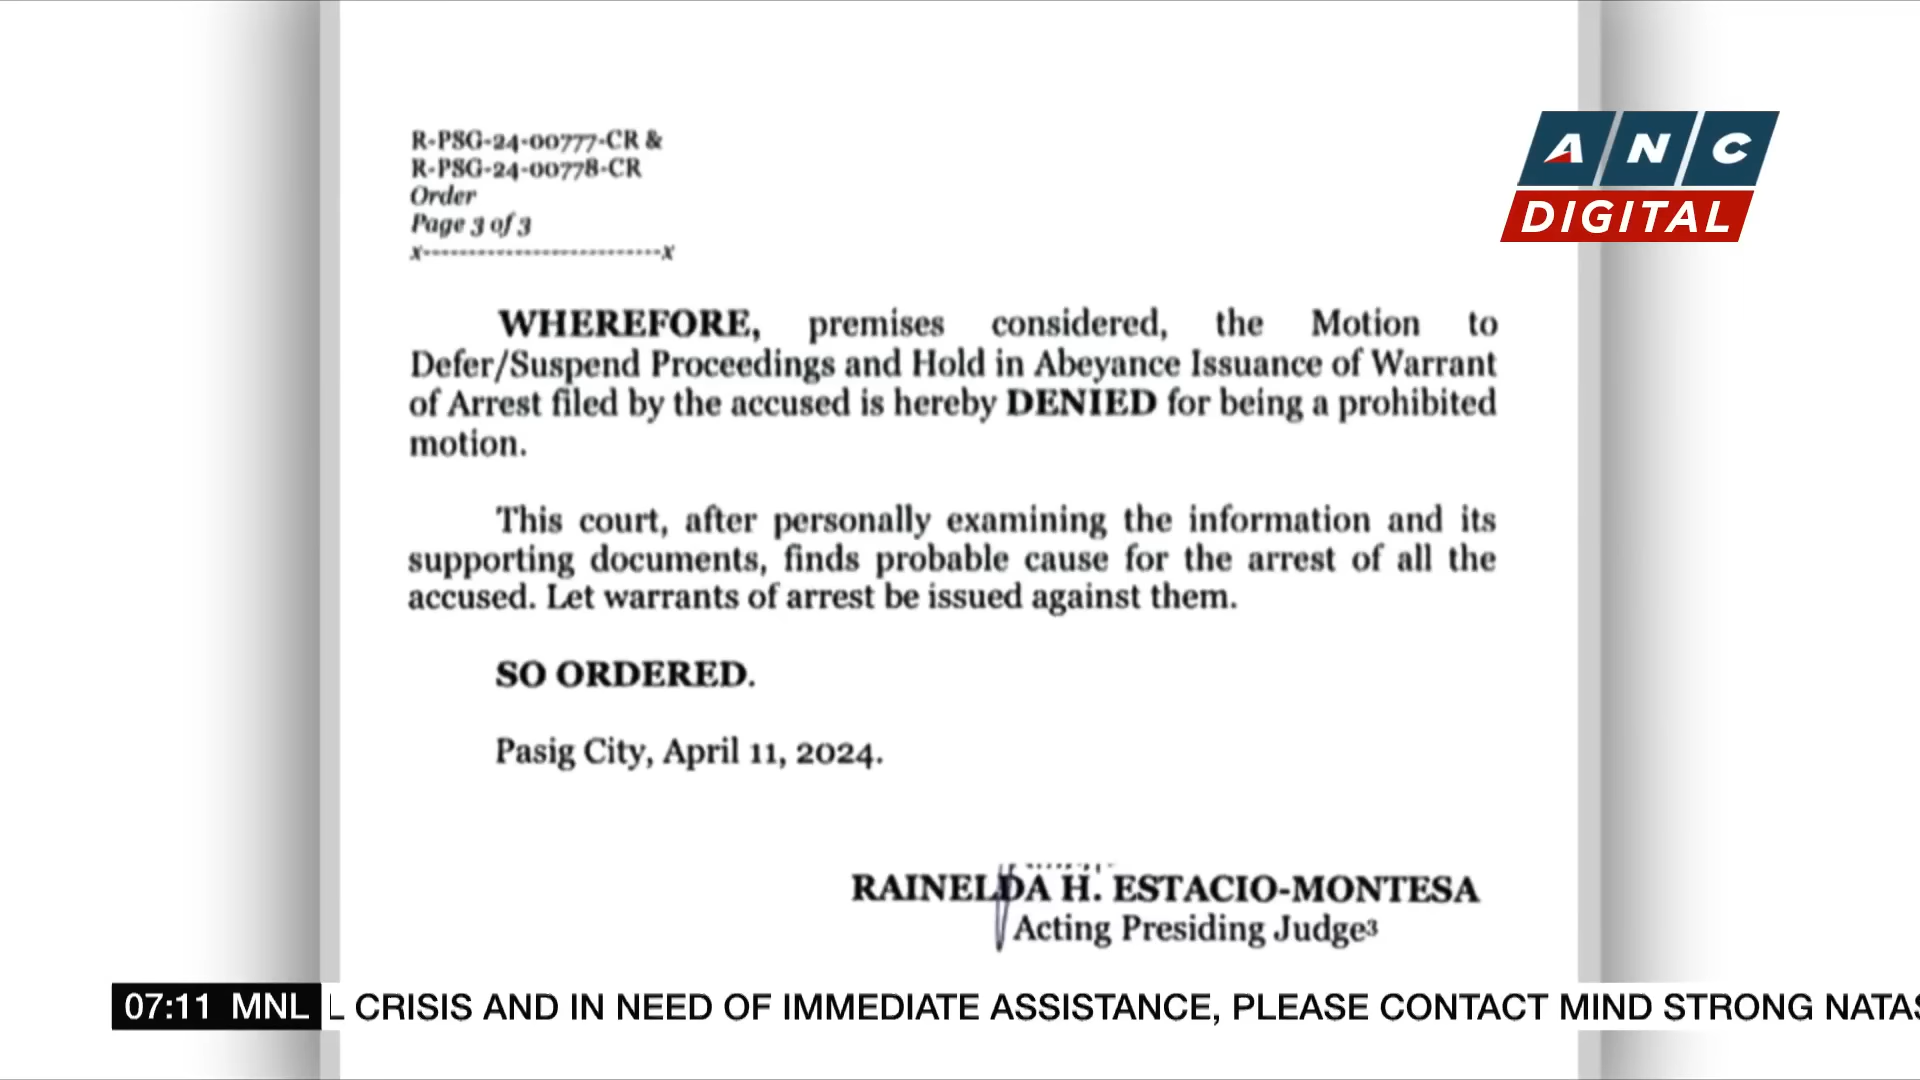 R-PSG-24-00777-CR &
R-PSG-24-00778-CR
Order
Page 3 of 3
x---------------------------x
WHEREFORE, premises considered, the Motion to
Defer/Suspend Proceedings and Hold in Abeyance Issuance of Warrant
of Arrest filed by the accused is hereby DENIED for being a prohibited
motion.
This court, after personally examining the information and its
supporting documents, finds probable cause for the arrest of all the
accused. Let warrants of arrest be issued against them.
SO ORDERED.
Pasig City, April 11, 2024.
RAINELDA H. ESTACIO-MONTESA
Acting Presiding Judge3
ANC
DIGITAL
07:11 MNL L CRISIS AND IN NEED OF IMMEDIATE ASSISTANCE, PLEASE CONTACT MIND STRONG NATAS